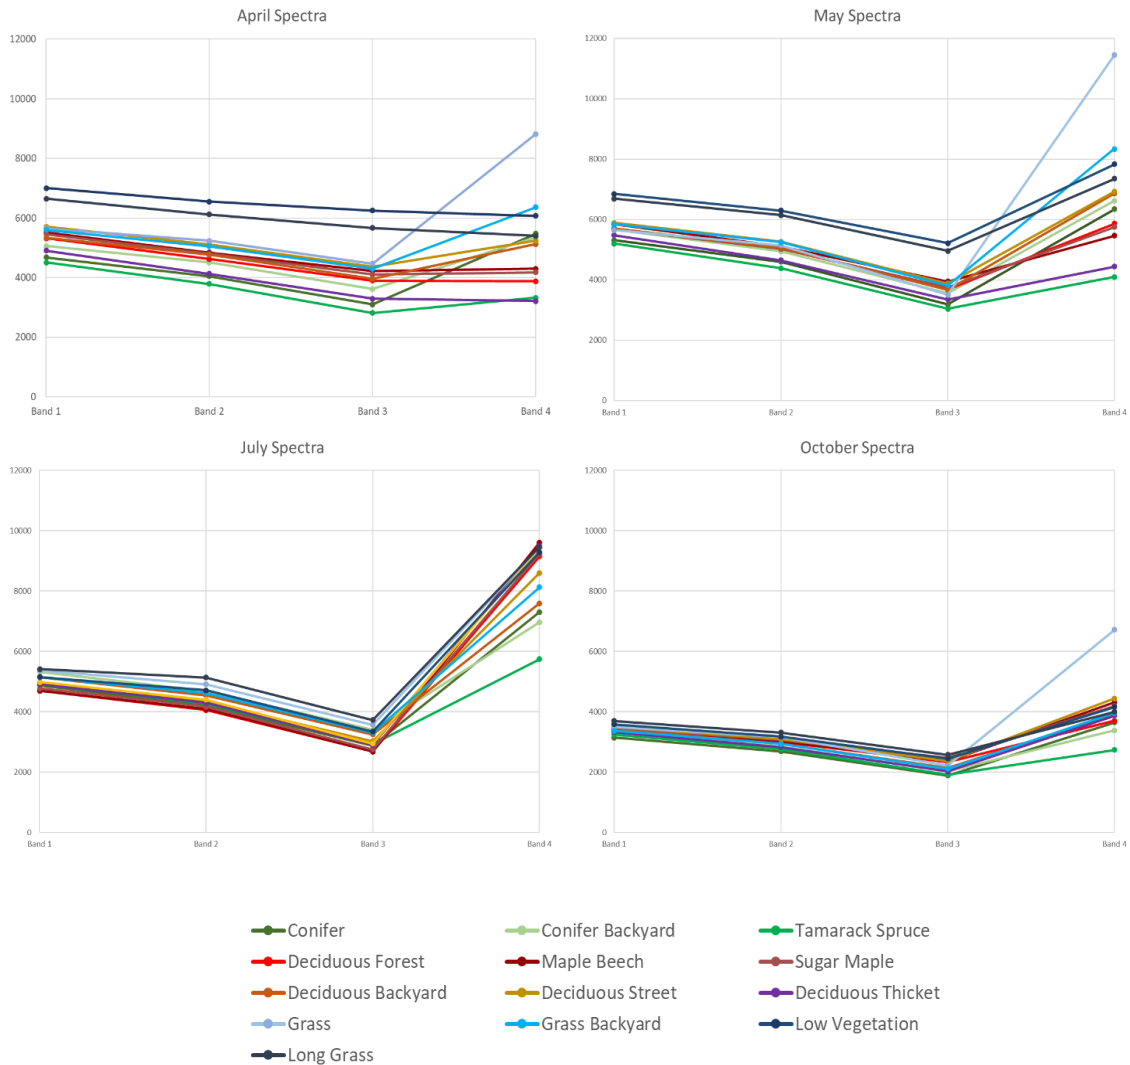 April Spectra
12000
10000
8000
6000
4000
2000
0
Band 1 Band 2 Band 3 Band 4
May Spectra
12000
10000
8000
6000
4000
2000
0
Band 1 Band 2 Band 3 Band 4
July Spectra
12000
10000
8000
6000
4000
2000
0
Band 1 Band 2 Band 3 Band 4
October Spectra
12000
10000
8000
6000
4000
2000
0
Band 1 Band 2 Band 3 Band 4
Conifer Conifer Backyard Tamarack Spruce
Deciduous Forest Maple Beech Sugar Maple
Deciduous Backyard Deciduous Street Deciduous Thicket
Grass Grass Backyard Low Vegetation
Long Grass